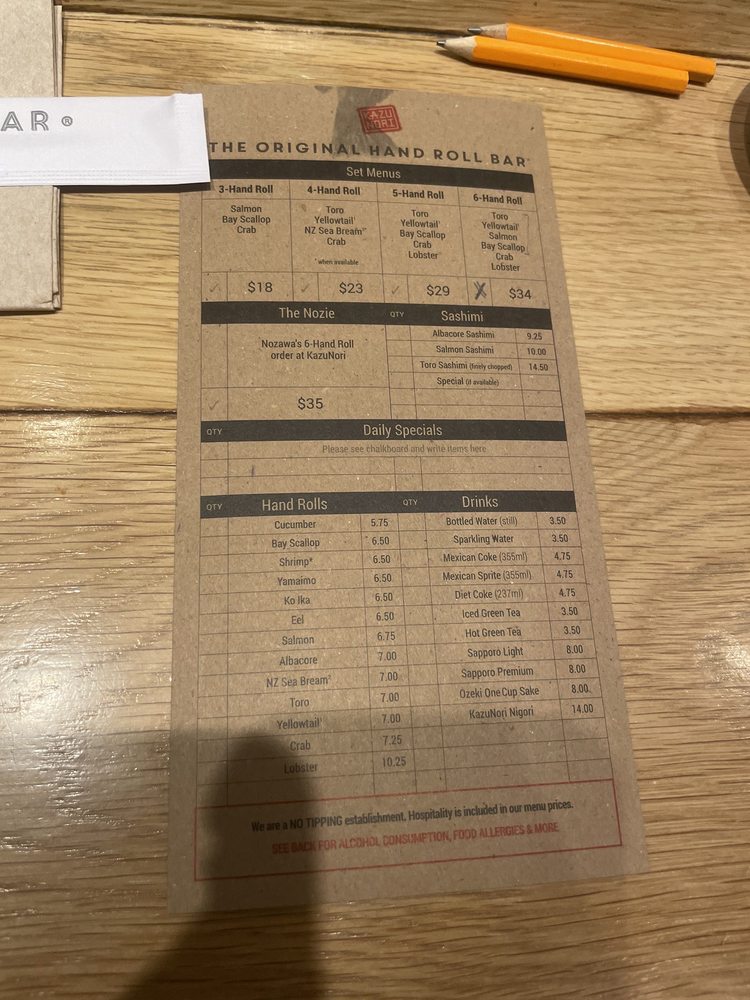 AR ®
KAZU
NORI
THE ORIGINAL HAND ROLL BAR
Set Menus
3-Hand Roll 4-Hand Roll 5-Hand Roll 6-Hand Roll
Salmon
Bay Scallop
Crab
Toro
Yellowtail
NZ Sea Bream
Crab
* when available
Toro
Yellowtail
Bay Scallop
Crab
Lobster
Toro
Yellowtail
Salmon
Bay Scallop
Crab
Lobster
✓ $18 ✓ $23 ✓ $29 X $34
The Nozie
Nozawa's 6-Hand Roll
order at KazuNori
✓ $35
QTY Sashimi
Albacore Sashimi 9.25
Salmon Sashimi 10.00
Toro Sashimi (finely chopped) 14.50
Special (if available)
QTY Daily Specials
Please see chalkboard and write items here
QTY Hand Rolls
Cucumber 5.75
Bay Scallop 6.50
Shrimp* 6.50
Yamaimo 6.50
Ko Ika 6.50
Eel 6.50
Salmon 6.75
Albacore 7.00
NZ Sea Bream 7.00
Toro 7.00
Yellowtail 7.00
Crab 7.25
Lobster 10.25
QTY Drinks
Bottled Water (still) 3.50
Sparkling Water 3.50
Mexican Coke (355ml) 4.75
Mexican Sprite (355ml) 4.75
Diet Coke (237ml) 4.75
Iced Green Tea 3.50
Hot Green Tea 3.50
Sapporo Light 8.00
Sapporo Premium 8.00
Ozeki One Cup Sake 8.00
KazuNori Nigori 14.00
We are a NO TIPPING establishment. Hospitality is included in our menu prices.
SEE BACK FOR ALCOHOL CONSUMPTION, FOOD ALLERGIES & MORE